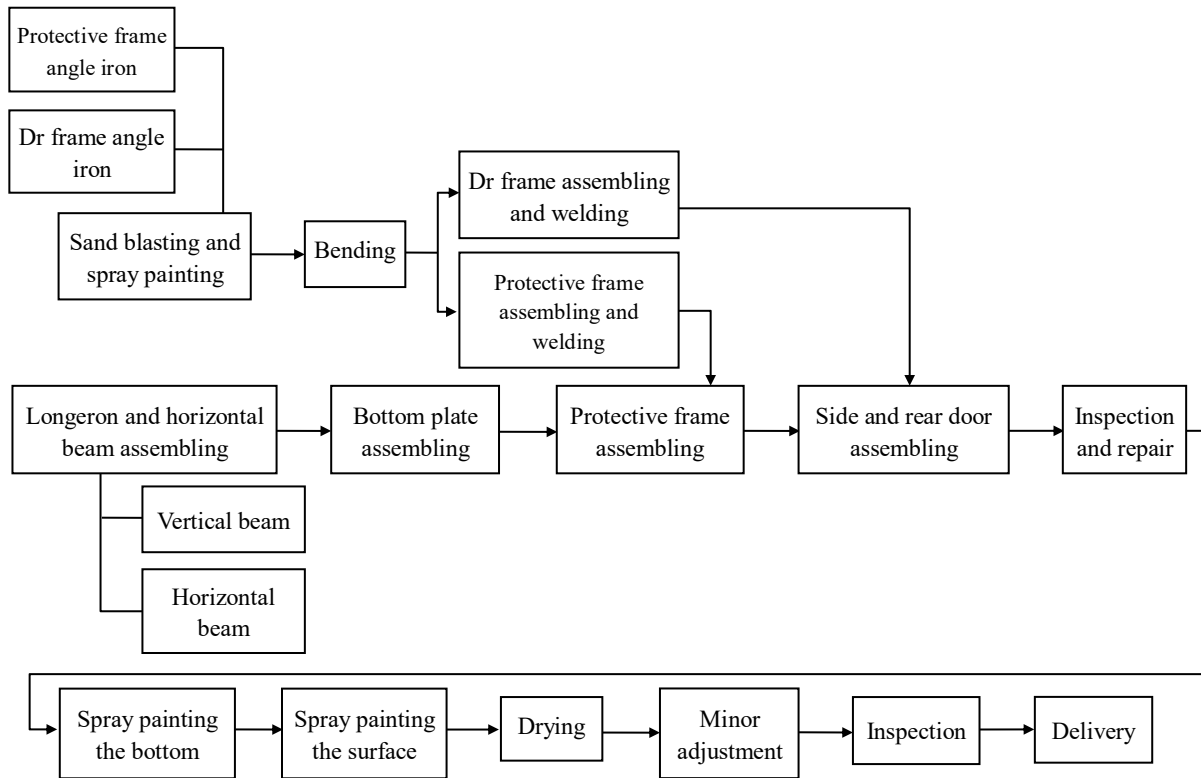 Protective frame
angle iron
Dr frame angle
iron
Sand blasting and
spray painting
Bending
Dr frame assembling
and welding
Protective frame
assembling and
welding
Longeron and horizontal
beam assembling
Bottom plate
assembling
Protective frame
assembling
Side and rear door
assembling
Inspection
and repair
Vertical beam
Horizontal
beam
Spray painting
the bottom
Spray painting
the surface
Drying
Minor
adjustment
Inspection
Delivery